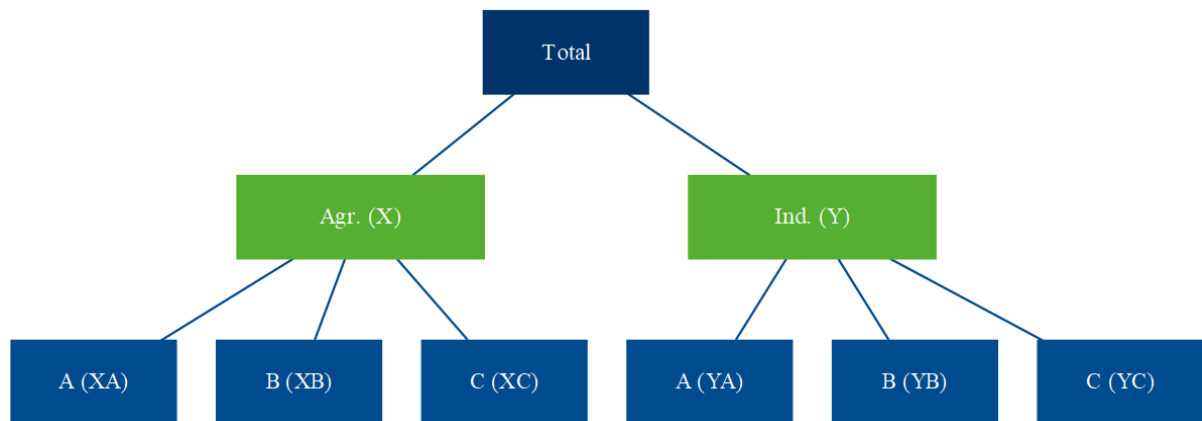 Total
Agr. (X)
Ind. (Y)
A (XA)
B (XB)
C (XC)
A (YA)
B (YB)
C (YC)